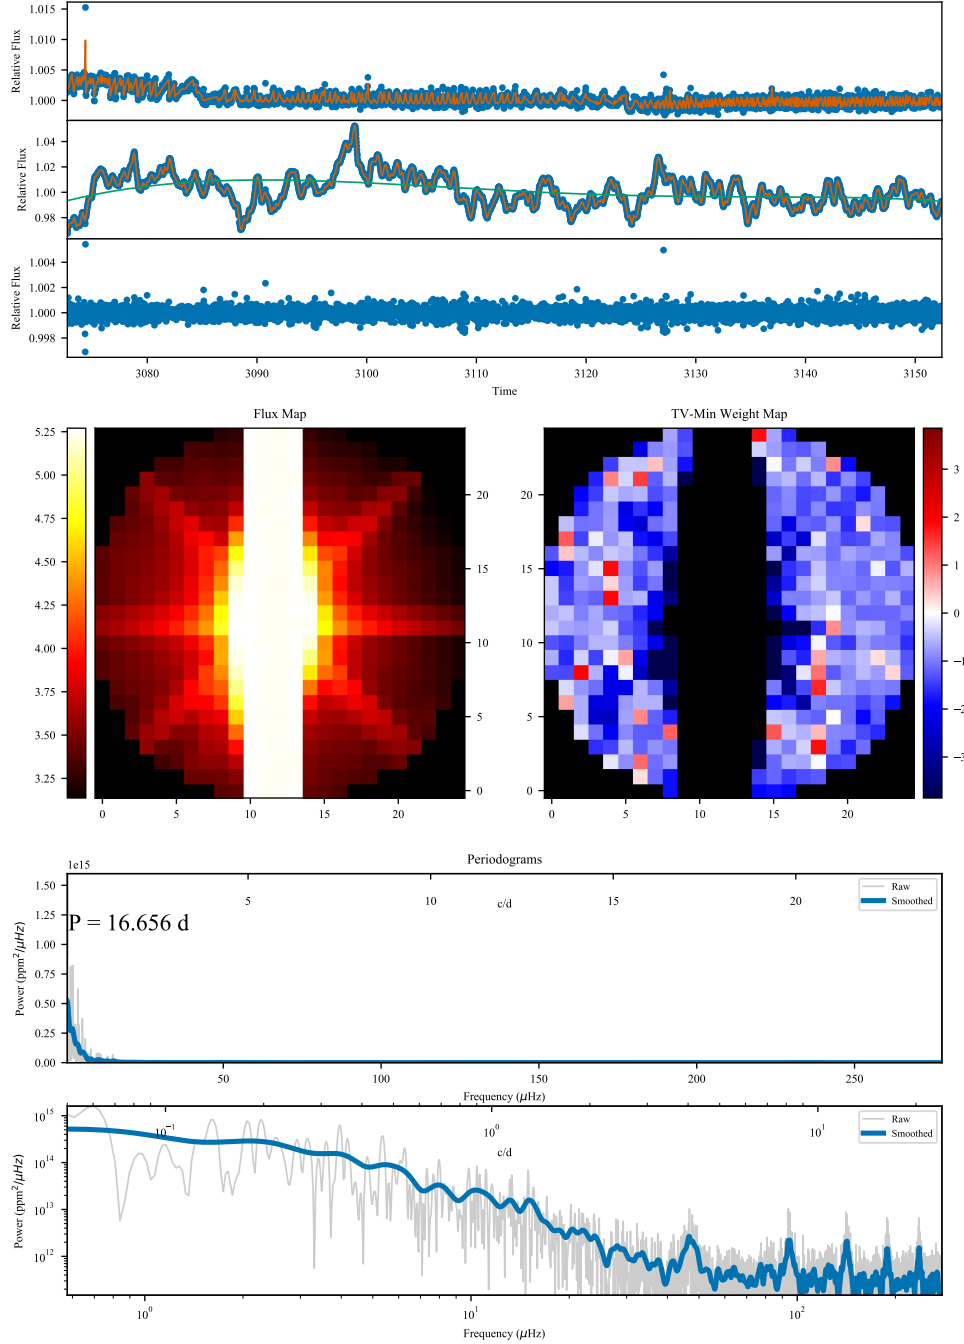 1.015
1.010
1.005
1.000
Relative Flux
1.04
1.02
1.00
0.98
Relative Flux
1.004
1.002
1.000
0.998
Relative Flux
3080 3090 3100 3110 3120 3130 3140 3150
Time
Flux Map
TV-Min Weight Map
5.25
5.00
4.75
4.50
4.25
4.00
3.75
3.50
3.25
20
15
10
5
0
0 5 10 15 20
20
15
10
5
0
0 5 10 15 20
3
2
1
0
−1
Periodograms
1e15
1.50
1.25
1.00
0.75
0.50
0.25
0.00
Power (ppm²/μHz)
5 10 15 20
c/d
P = 16.656 d
Raw
Smoothed
50 100 150 200 250
Frequency (μHz)
10¹⁵
10¹⁴
10¹³
10¹²
Power (ppm²/μHz)
10⁻¹ 10⁰ 10¹
c/d
Raw
Smoothed
10⁰ 10¹ 10²
Frequency (μHz)